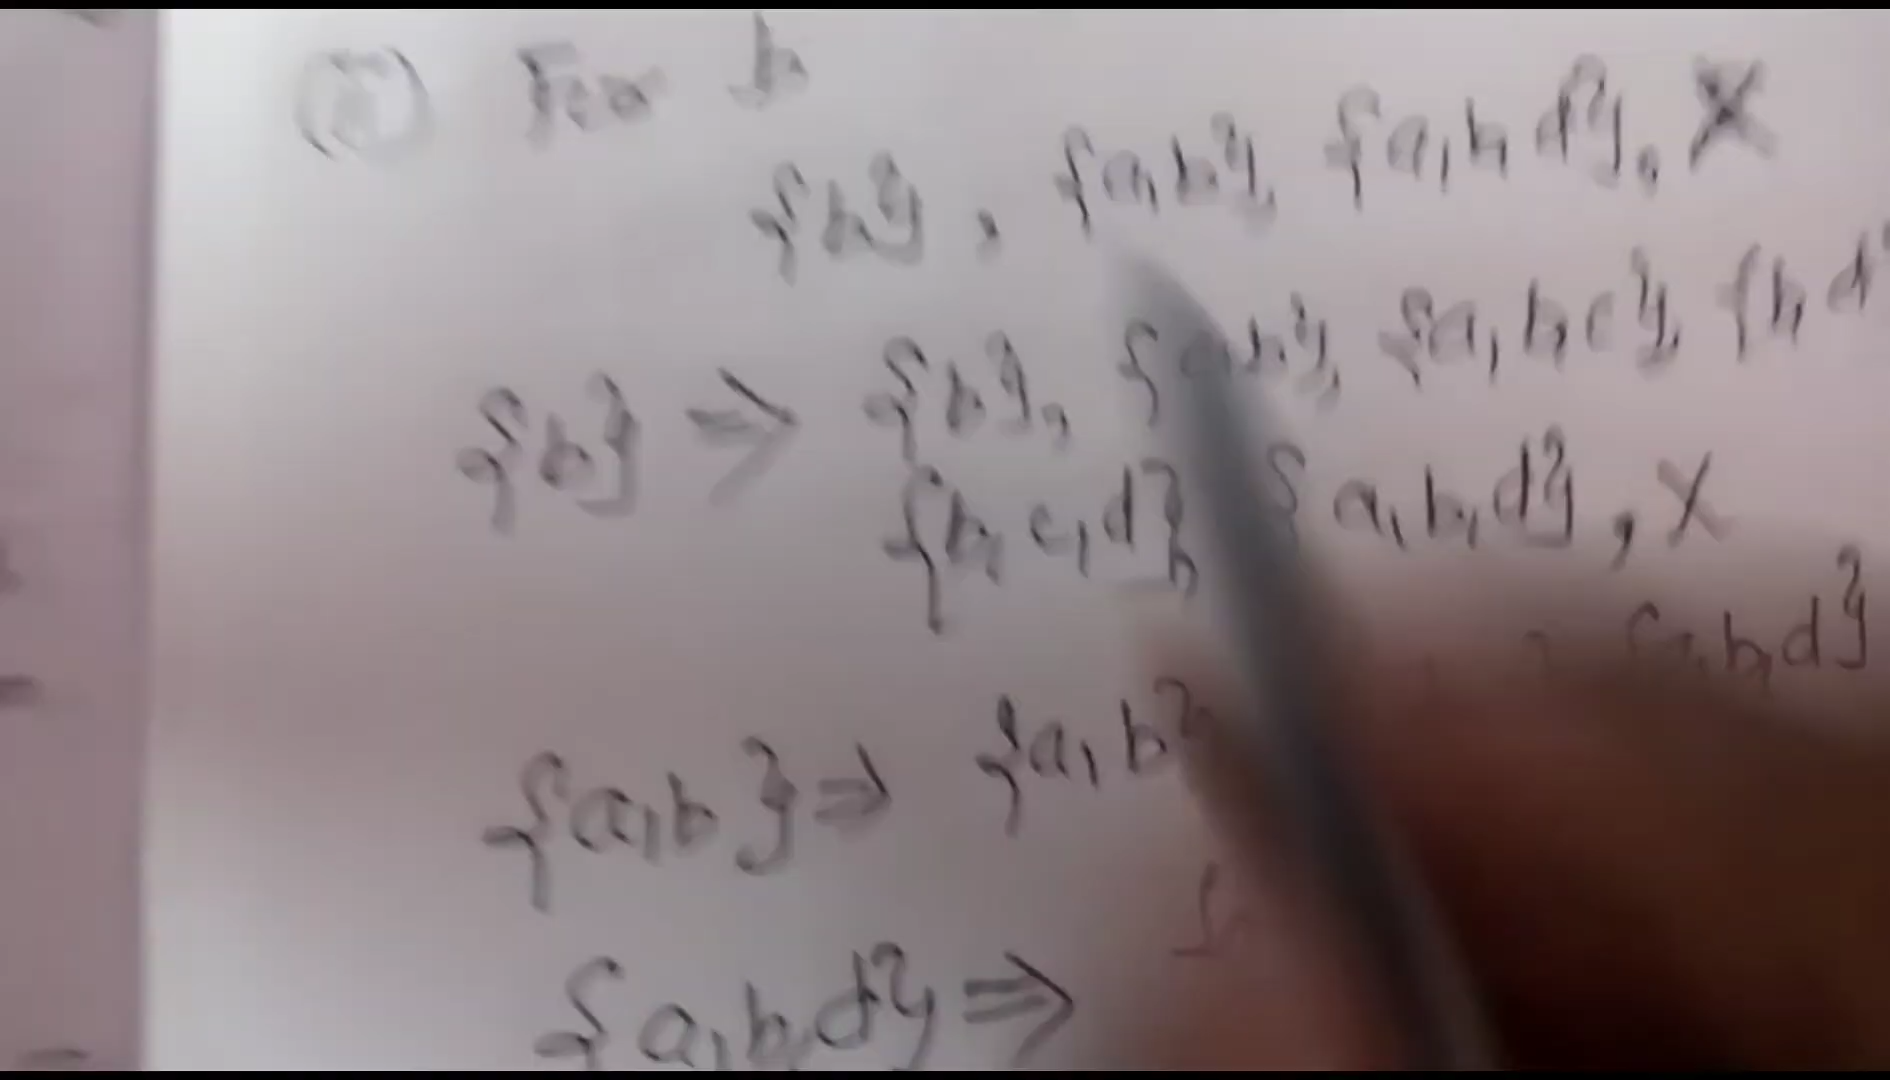 For b
{b}, {a,b}, {a,b,d}, X
{b} ⇒ {b}, {a,b}, {a,b,c}, {b,d
{b,c,d}, {a,b,d}, X
{a,b} ⇒ {a,b} b,d}
{a,b,d} ⇒